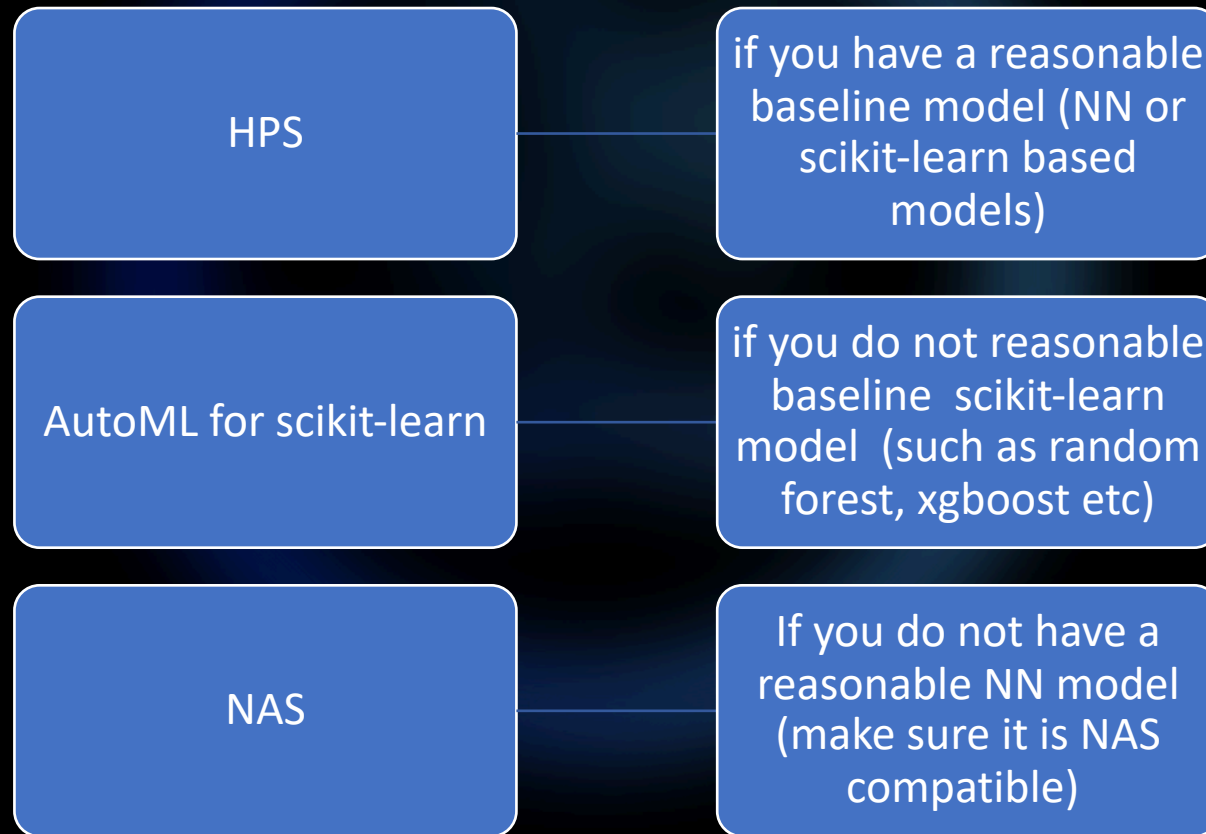 HPS
if you have a reasonable
baseline model (NN or
scikit-learn based
models)
AutoML for scikit-learn
if you do not reasonable
baseline  scikit-learn
model  (such as random
forest, xgboost etc)
NAS
If you do not have a
reasonable NN model
(make sure it is NAS
compatible)